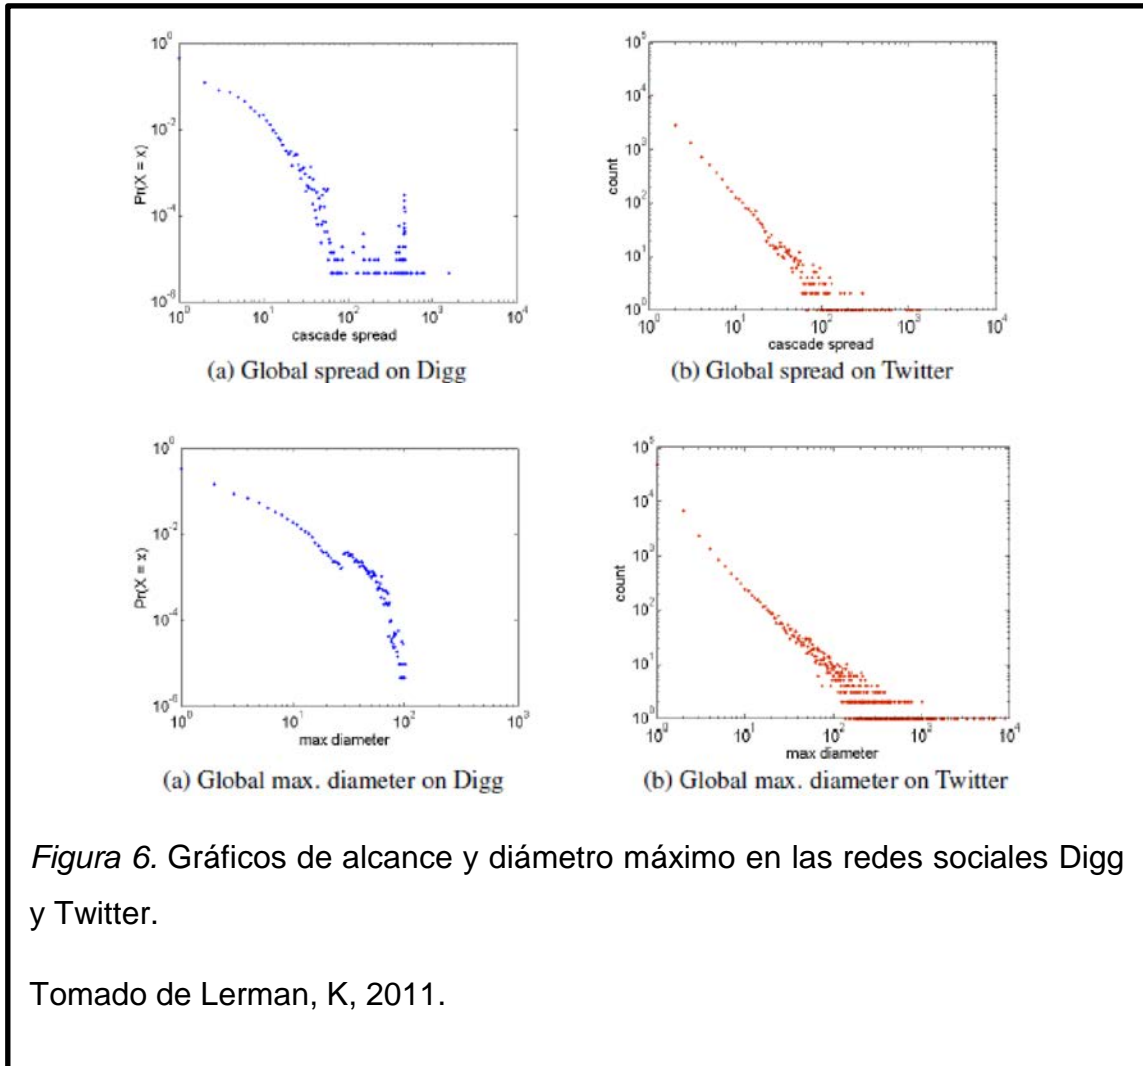 10^0
10^-2
10^-4
10^-6
Pr(X = x)
10^0 10^1 10^2 10^3 10^4
cascade spread
(a) Global spread on Digg
10^5
10^4
10^3
10^2
10^1
10^0
count
10^0 10^1 10^2 10^3 10^4
cascade spread
(b) Global spread on Twitter
10^0
10^-2
10^-4
10^-6
Pr(X = x)
10^0 10^1 10^2 10^3
max diameter
(a) Global max. diameter on Digg
10^5
10^4
10^3
10^2
10^1
10^0
count
10^0 10^1 10^2 10^3 10^4
max diameter
(b) Global max. diameter on Twitter
Figura 6. Gráficos de alcance y diámetro máximo en las redes sociales Digg
y Twitter.
Tomado de Lerman, K, 2011.